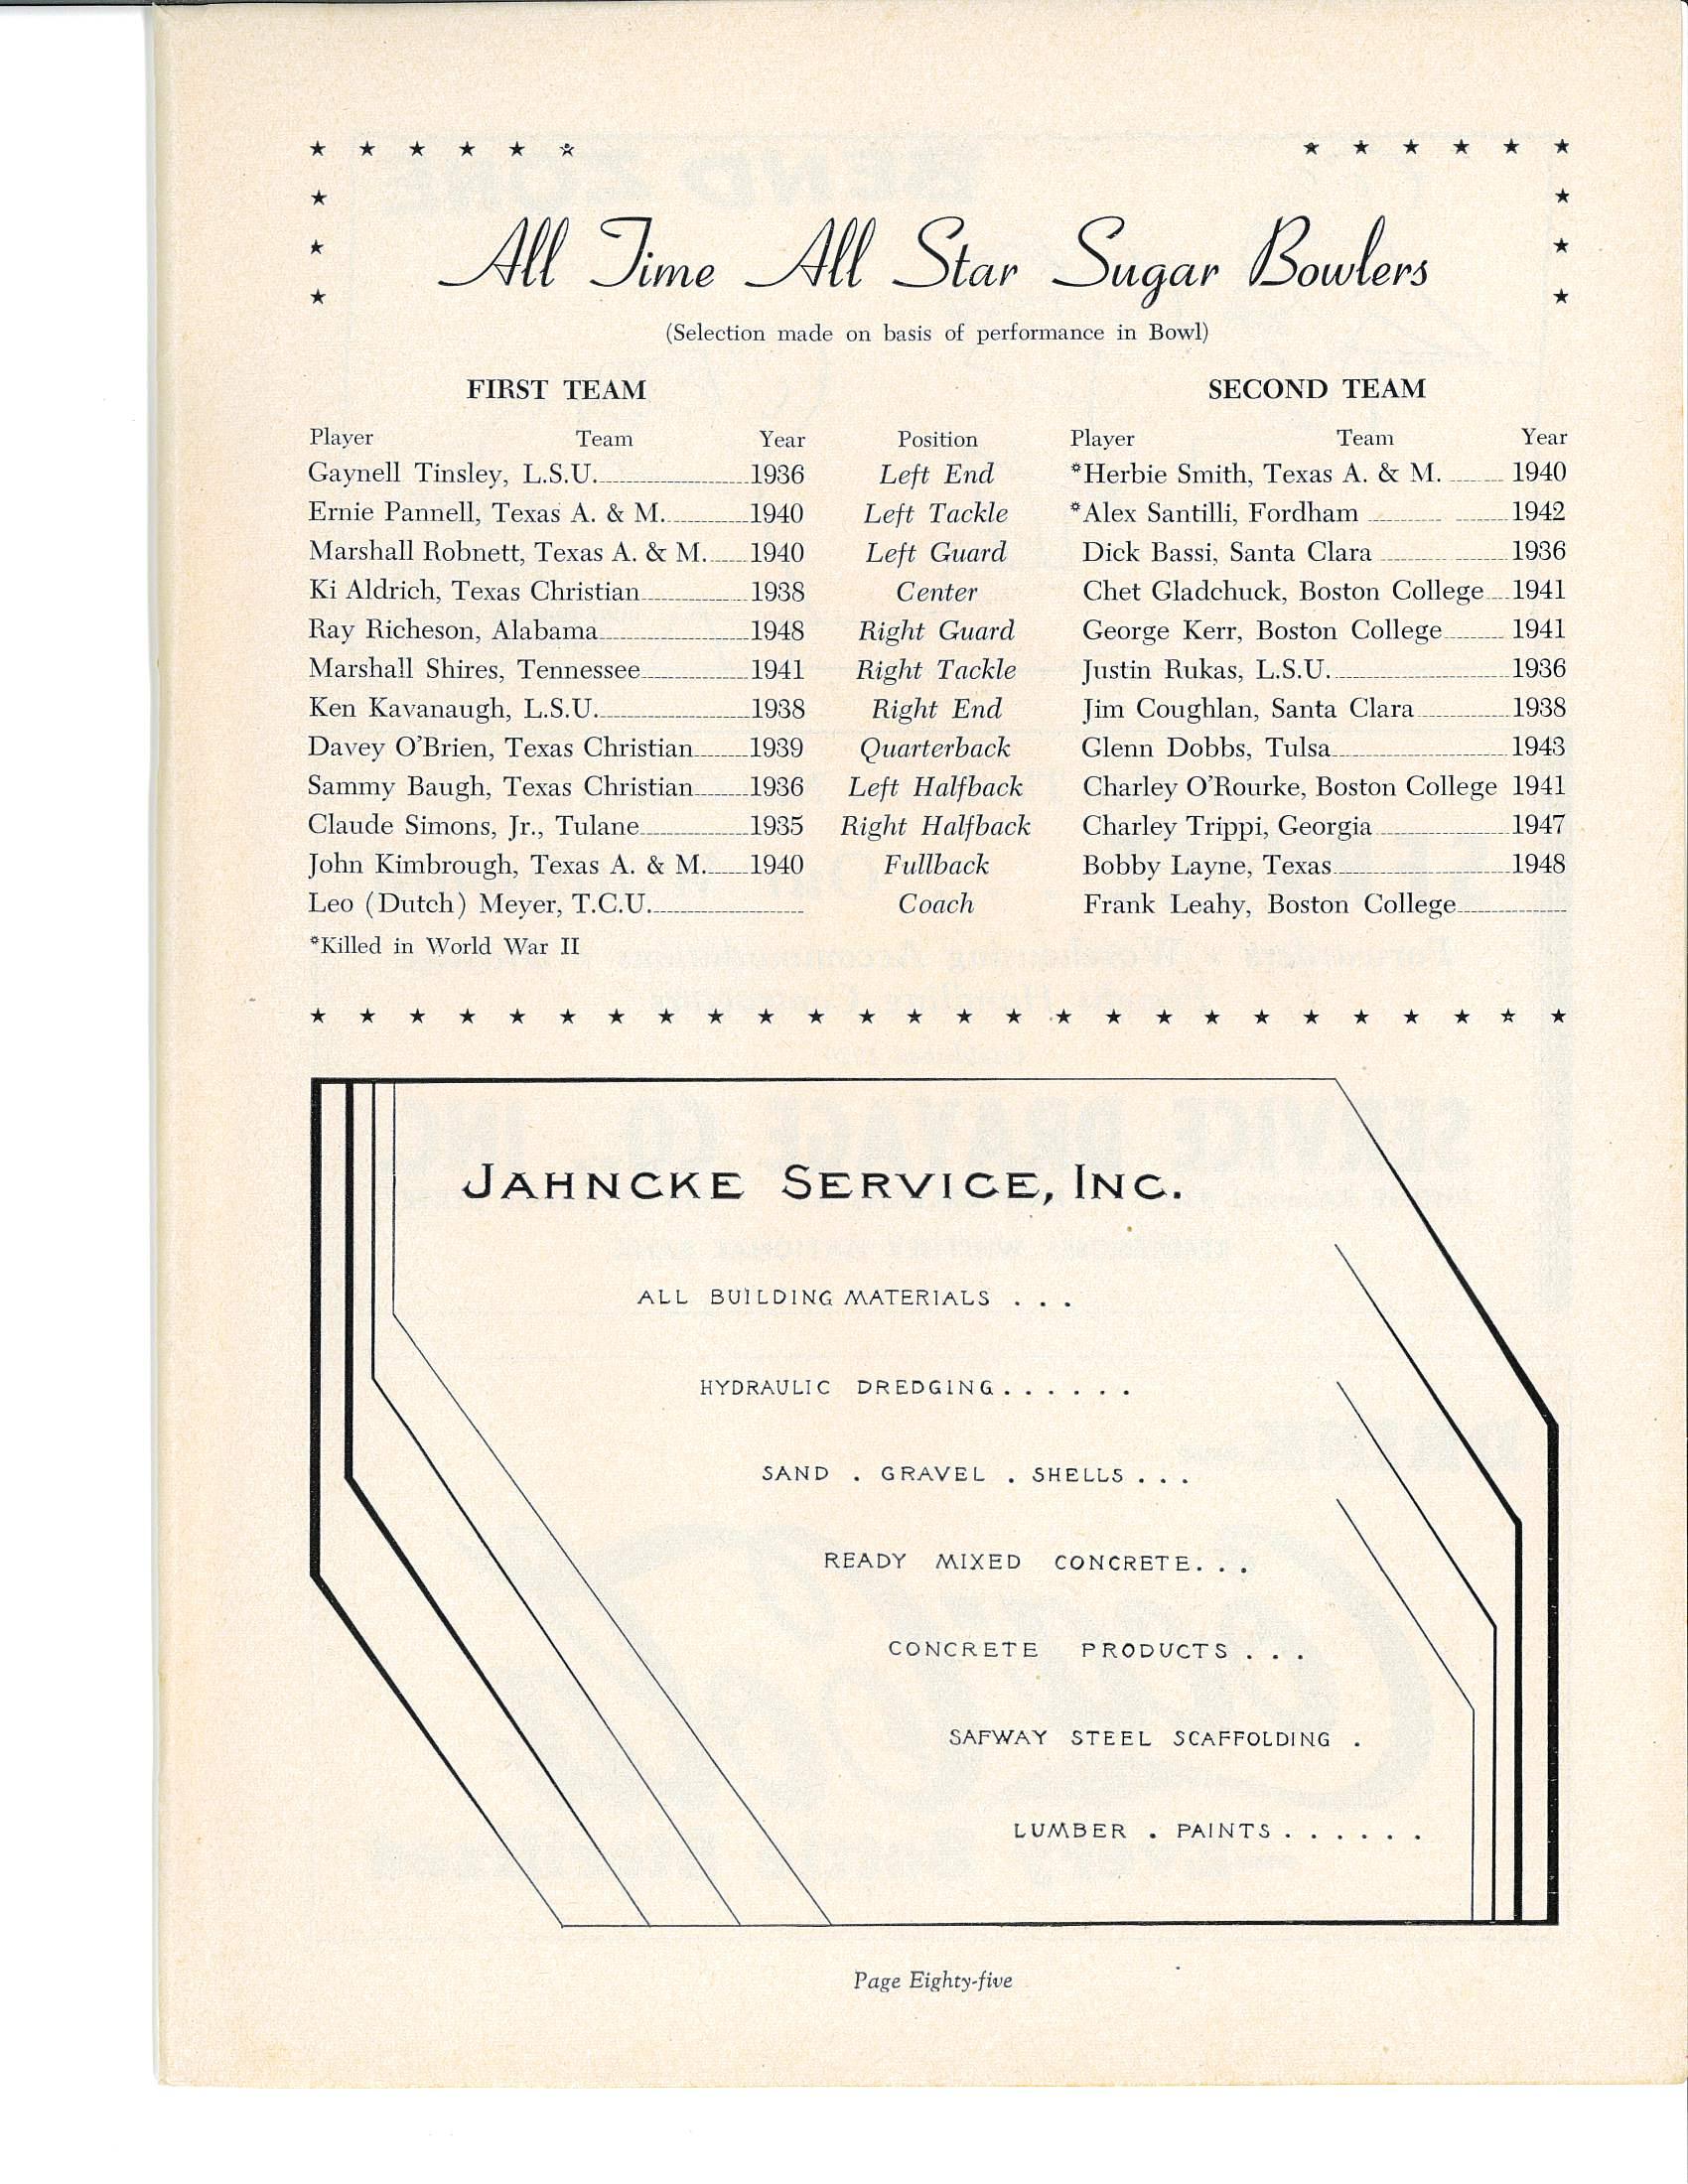 All Time All Star Sugar Bowlers
(Selection made on basis of performance in Bowl)
FIRST TEAM SECOND TEAM
Player Team Year Position Player Team Year
Gaynell Tinsley, L.S.U. 1936 Left End *Herbie Smith, Texas A. & M. 1940
Ernie Pannell, Texas A. & M. 1940 Left Tackle *Alex Santilli, Fordham 1942
Marshall Robnett, Texas A. & M. 1940 Left Guard Dick Bassi, Santa Clara 1936
Ki Aldrich, Texas Christian 1938 Center Chet Gladchuck, Boston College 1941
Ray Richeson, Alabama 1948 Right Guard George Kerr, Boston College 1941
Marshall Shires, Tennessee 1941 Right Tackle Justin Rukas, L.S.U. 1936
Ken Kavanaugh, L.S.U. 1938 Right End Jim Coughlan, Santa Clara 1938
Davey O'Brien, Texas Christian 1939 Quarterback Glenn Dobbs, Tulsa 1943
Sammy Baugh, Texas Christian 1936 Left Halfback Charley O'Rourke, Boston College 1941
Claude Simons, Jr., Tulane 1935 Right Halfback Charley Trippi, Georgia 1947
John Kimbrough, Texas A. & M. 1940 Fullback Bobby Layne, Texas 1948
Leo (Dutch) Meyer, T.C.U. Coach Frank Leahy, Boston College
*Killed in World War II
JAHNCKE SERVICE, INC.
ALL BUILDING MATERIALS . . .
HYDRAULIC DREDGING . . . . . .
SAND . GRAVEL . SHELLS . . .
READY MIXED CONCRETE . . .
CONCRETE PRODUCTS . . .
SAFWAY STEEL SCAFFOLDING .
LUMBER . PAINTS . . . . . .
Page Eighty-five